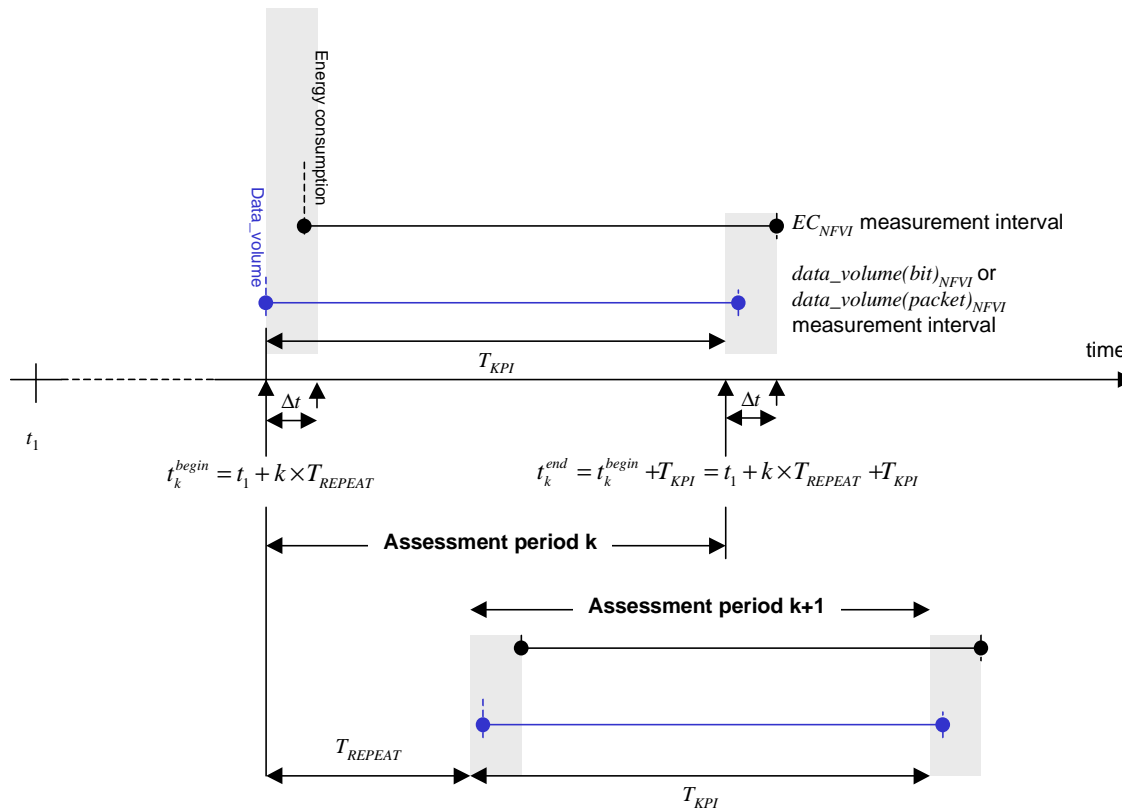 Energy consumption
Data_volume
EC_NFVI measurement interval
data_volume(bit)_NFVI or
data_volume(packet)_NFVI
measurement interval
T_KPI
time
Δt
Δt
t_1
t_k^begin = t_1 + k × T_REPEAT
t_k^end = t_k^begin + T_KPI = t_1 + k × T_REPEAT + T_KPI
Assessment period k
Assessment period k+1
T_REPEAT
T_KPI